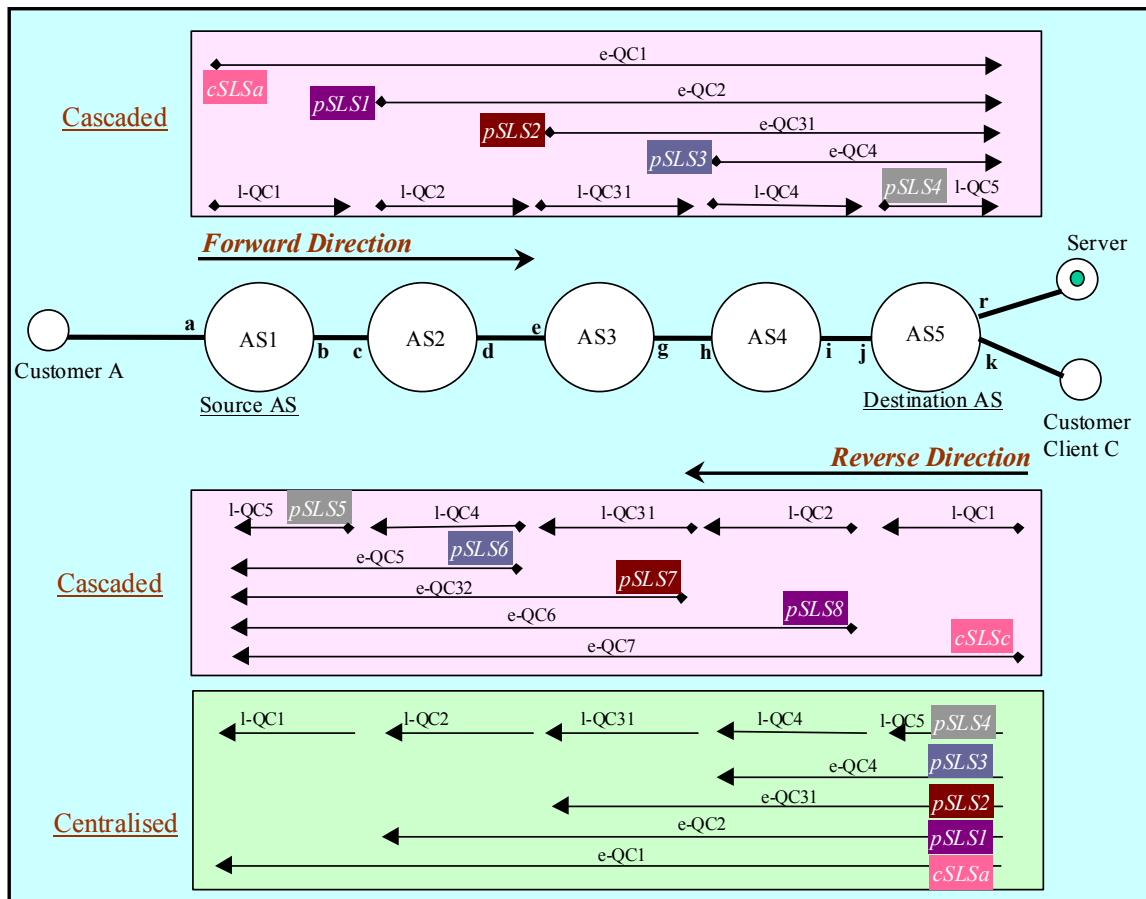 e-QC1
cSLSa
e-QC2
Cascaded
pSLS1
e-QC31
pSLS2
e-QC4
pSLS3
l-QC1
l-QC2
l-QC31
l-QC4
pSLS4
l-QC5
Forward Direction
Server
a
AS1
b
c
AS2
d
e
AS3
g
h
AS4
i
j
AS5
r
k
Customer A
Source AS
Destination AS
Customer
Client C
Reverse Direction
l-QC5
pSLS5
l-QC4
l-QC31
l-QC2
l-QC1
e-QC5
pSLS6
Cascaded
e-QC32
pSLS7
e-QC6
pSLS8
e-QC7
cSLSc
l-QC1
l-QC2
l-QC31
l-QC4
l-QC5
pSLS4
e-QC4
pSLS3
e-QC31
pSLS2
Centralised
e-QC2
pSLS1
e-QC1
cSLSa